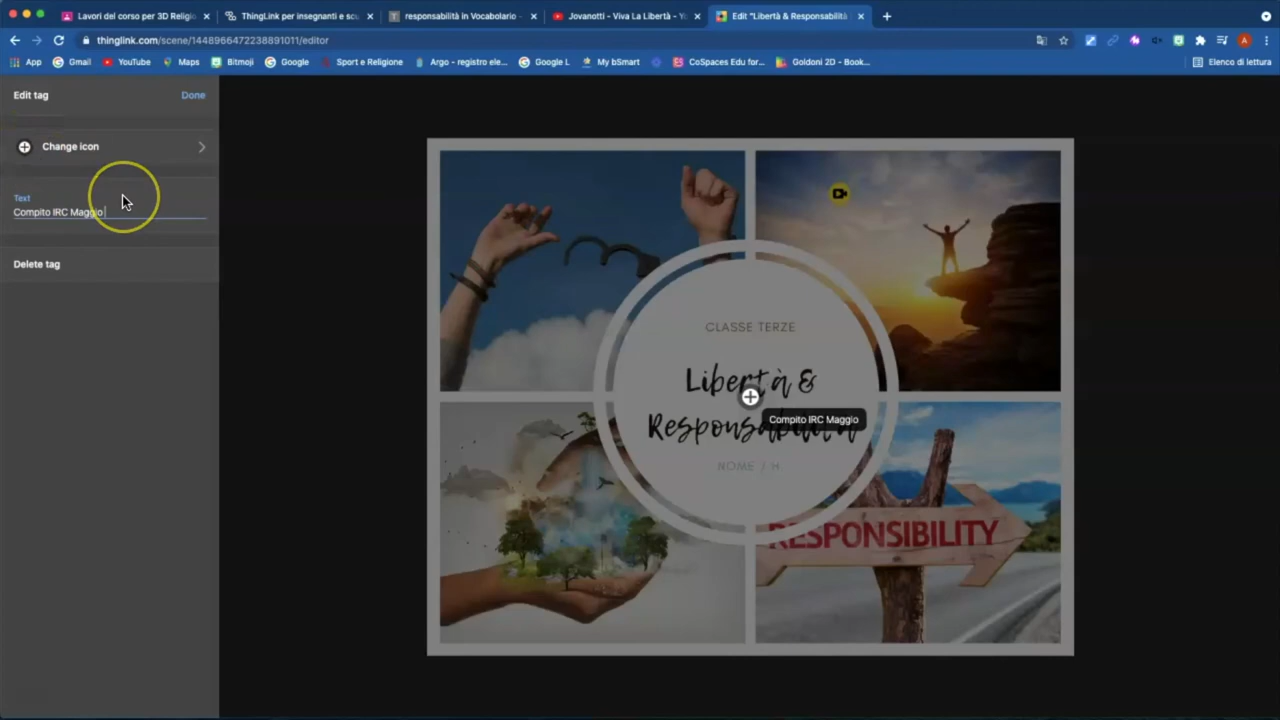 Lavori del corso per 3D Religio
ThingLink per insegnanti e scu
responsabilità in Vocabolario -
Jovanotti - Viva La Libertà - Yo
Edit "Libertà & Responsabilità
thinglink.com/scene/1448966472238891011/editor
App
Gmail
YouTube
Maps
Bitmoji
Google
Sport e Religione
Argo - registro ele...
Google L
My bSmart
CoSpaces Edu for...
Goldoni 2D - Book...
Elenco di lettura
Edit tag
Done
Change icon
Text
Compito IRC Maggio
Delete tag
CLASSE TERZE
Libertà &
Responsabilità
Compito IRC Maggio
NOME / H
RESPONSIBILITY